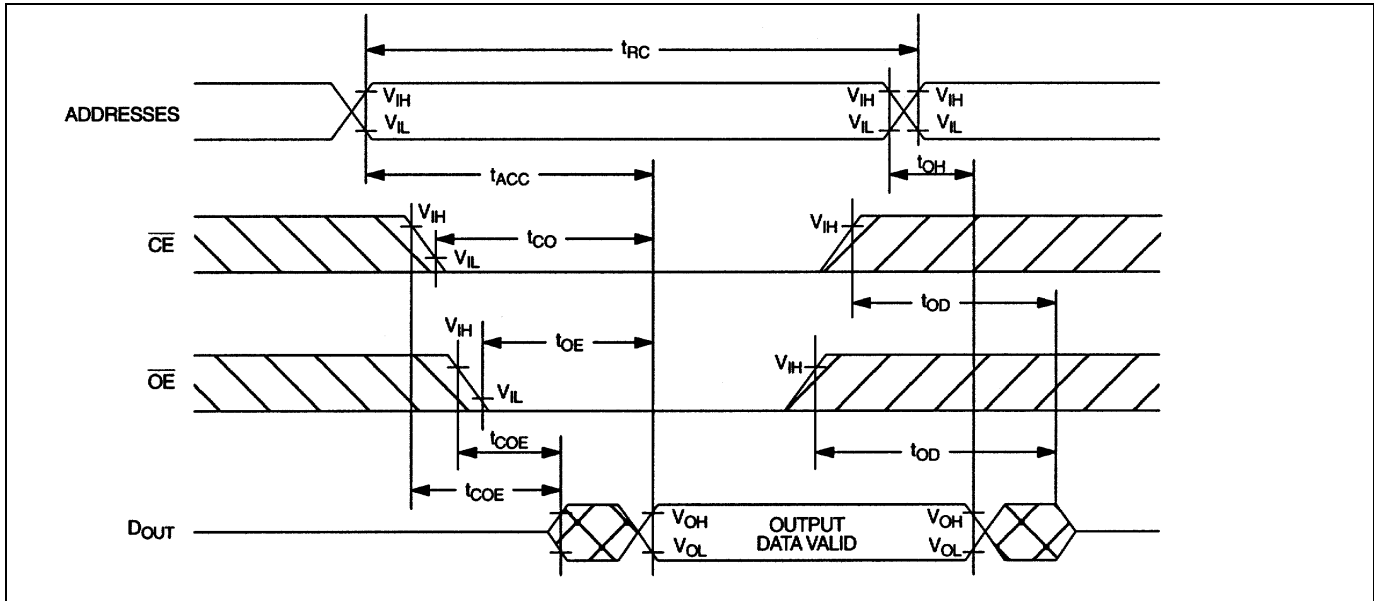 tRC
ADDRESSES
VIH
VIL
VIH
VIL
VIH
VIL
tACC
tOH
CE
VIH
VIL
tCO
VIH
tOD
OE
VIH
VIL
tOE
VIH
tCOE
tOD
tCOE
DOUT
VOH
VOL
OUTPUT
DATA VALID
VOH
VOL